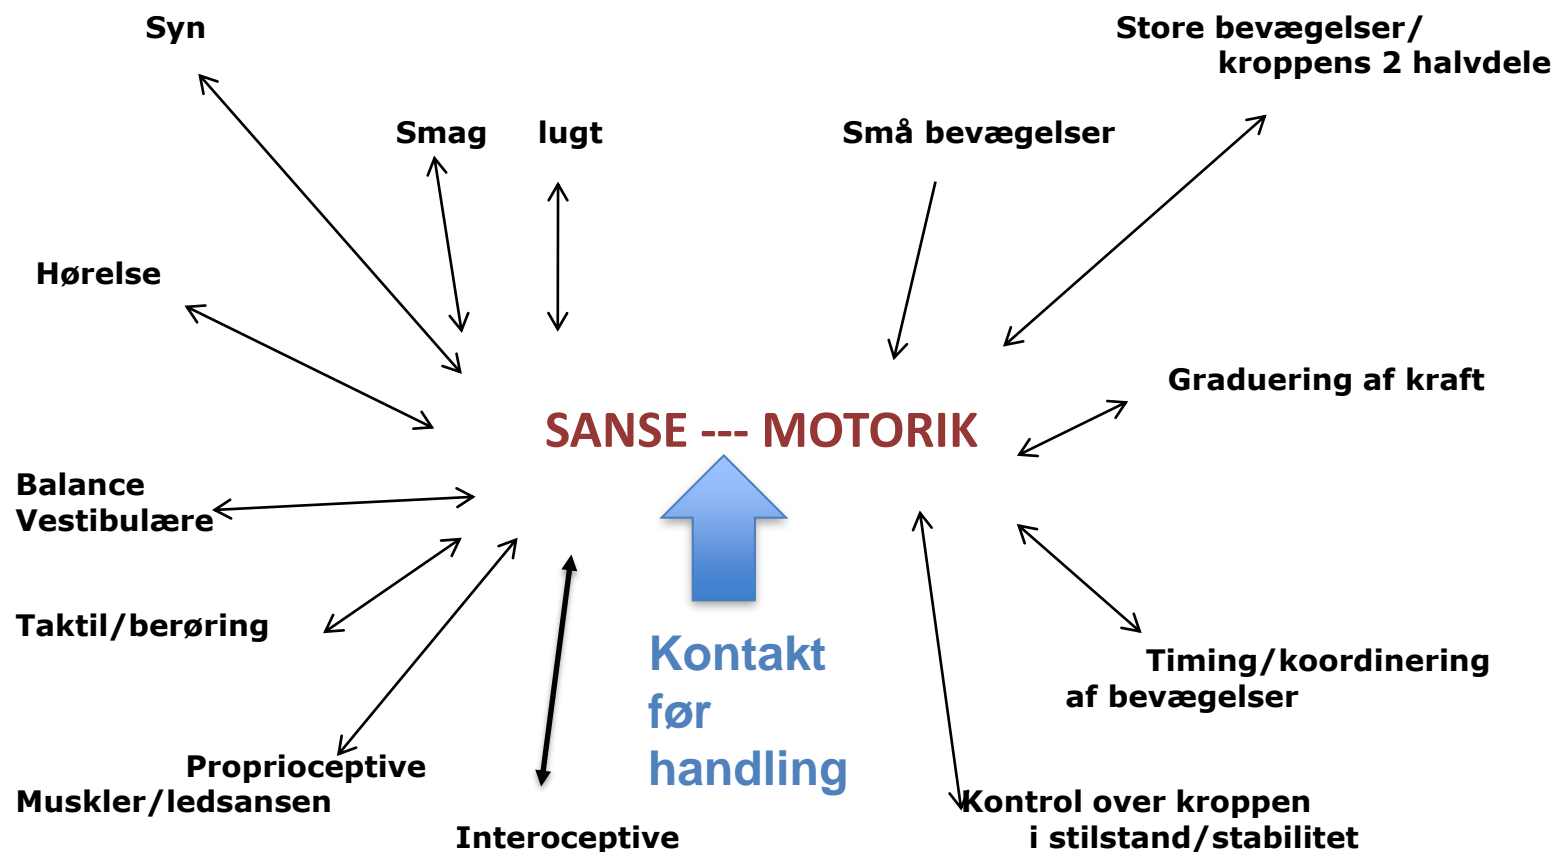 Syn
Store bevægelser/
kroppens 2 halvdele
Smag lugt
Små bevægelser
Hørelse
Graduering af kraft
SANSE --- MOTORIK
Balance
Vestibulære
Taktil/berøring
Kontakt
før
handling
Timing/koordinering
af bevægelser
Proprioceptive
Muskler/ledsansen
Interoceptive
Kontrol over kroppen
i stilstand/stabilitet